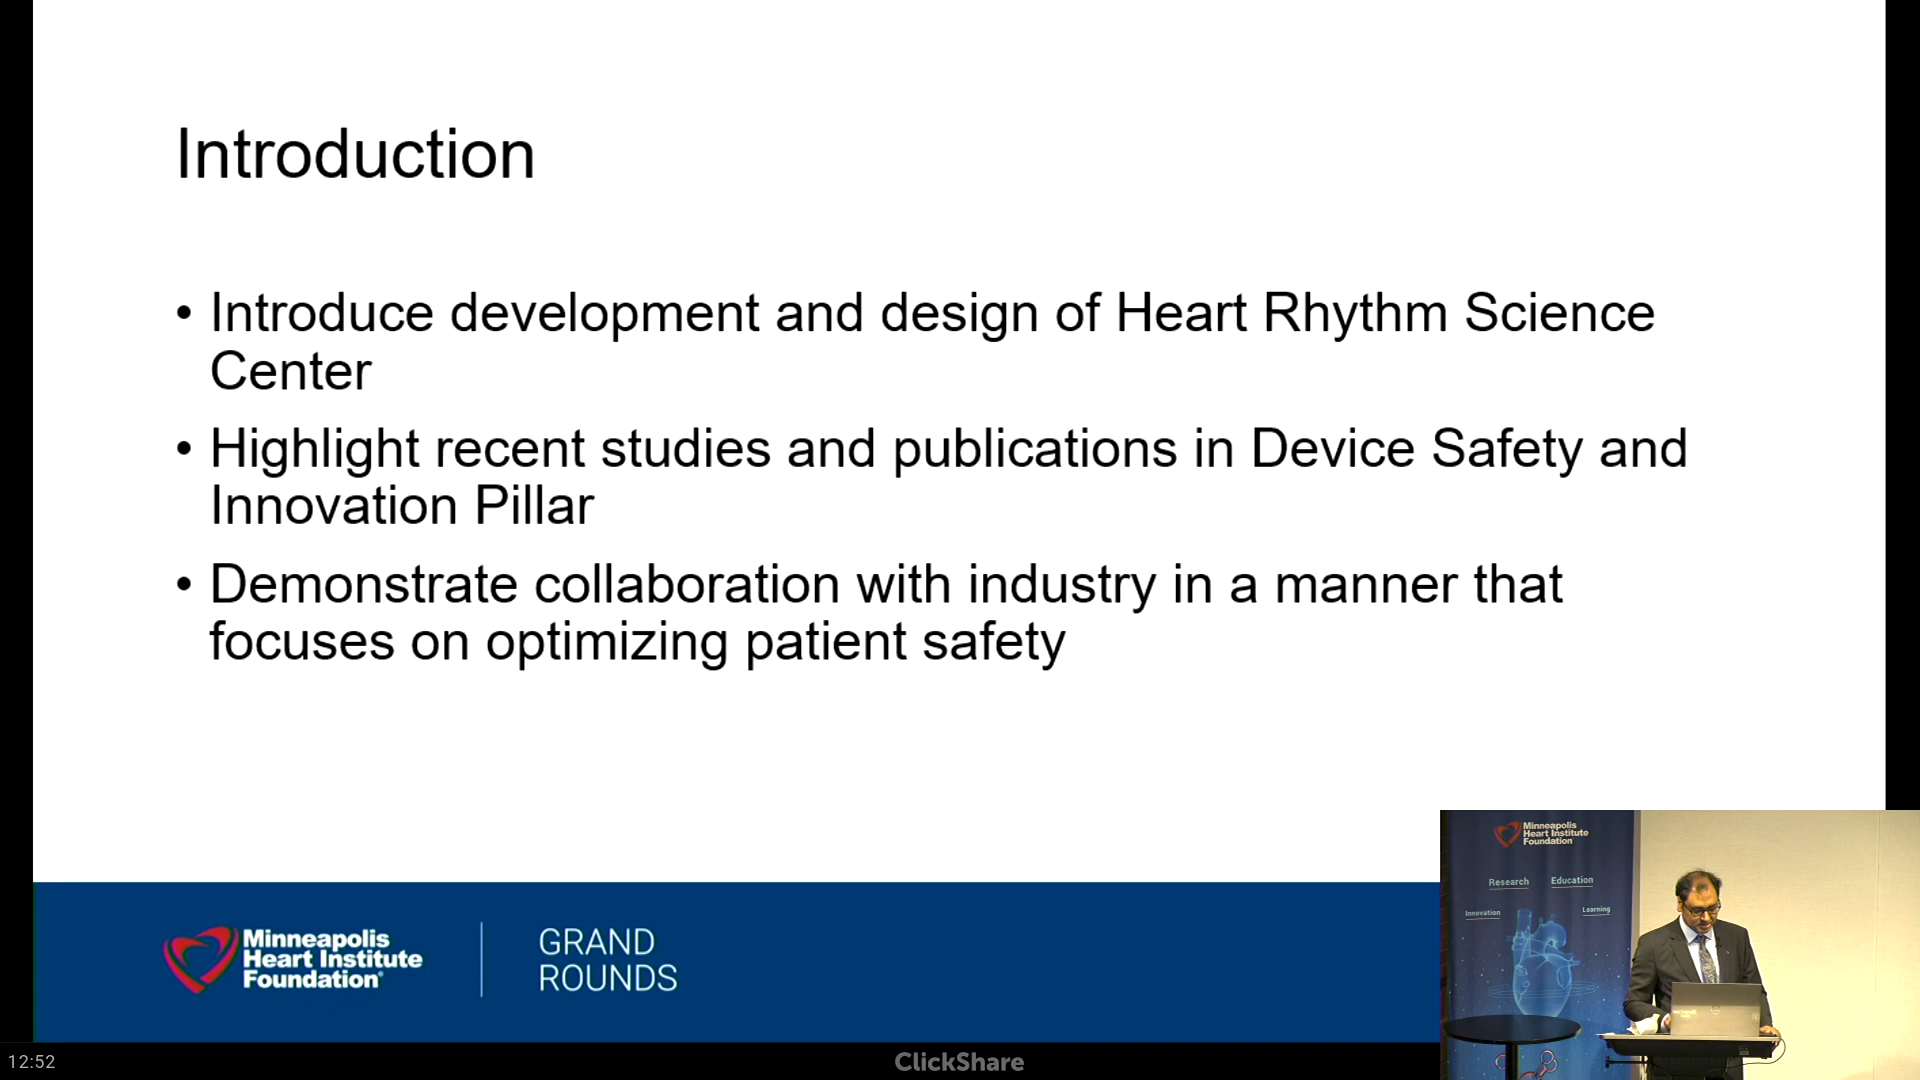 Introduction
• Introduce development and design of Heart Rhythm Science
Center
• Highlight recent studies and publications in Device Safety and
Innovation Pillar
• Demonstrate collaboration with industry in a manner that
focuses on optimizing patient safety
Minneapolis
Heart Institute
Foundation®
GRAND
ROUNDS
Minneapolis
Heart Institute
Foundation
Research Education
Innovation Learning
12:52
ClickShare